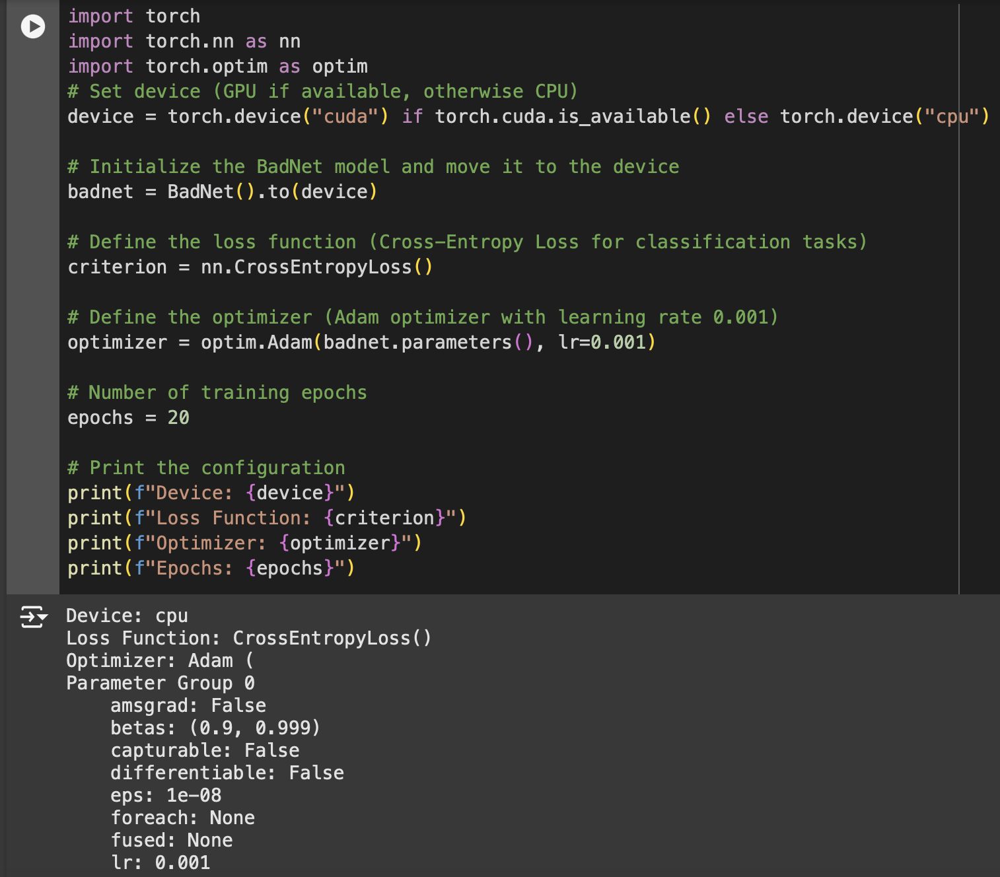 import torch
import torch.nn as nn
import torch.optim as optim
# Set device (GPU if available, otherwise CPU)
device = torch.device("cuda") if torch.cuda.is_available() else torch.device("cpu")

# Initialize the BadNet model and move it to the device
badnet = BadNet().to(device)

# Define the loss function (Cross-Entropy Loss for classification tasks)
criterion = nn.CrossEntropyLoss()

# Define the optimizer (Adam optimizer with learning rate 0.001)
optimizer = optim.Adam(badnet.parameters(), lr=0.001)

# Number of training epochs
epochs = 20

# Print the configuration
print(f"Device: {device}")
print(f"Loss Function: {criterion}")
print(f"Optimizer: {optimizer}")
print(f"Epochs: {epochs}")
Device: cpu
Loss Function: CrossEntropyLoss()
Optimizer: Adam (
Parameter Group 0
    amsgrad: False
    betas: (0.9, 0.999)
    capturable: False
    differentiable: False
    eps: 1e-08
    foreach: None
    fused: None
    lr: 0.001